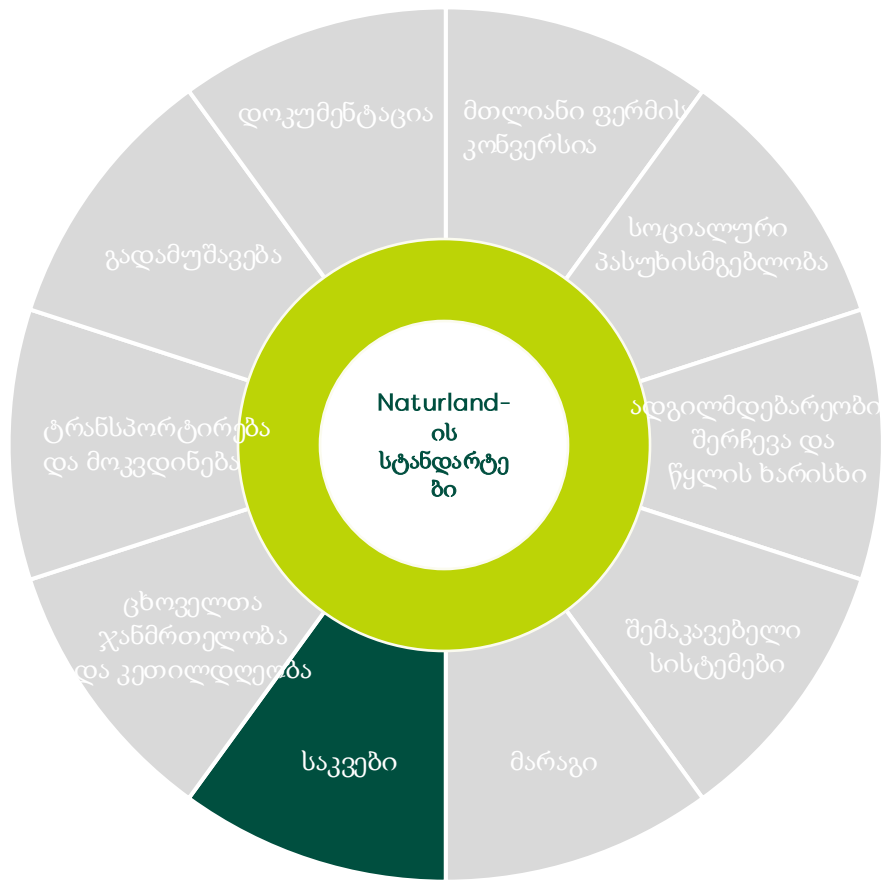 დოკუმენტაცია
მთლიანი ფერმის
კონვერსია
სოციალური
პასუხისმგებლობა
ადგილმდებარეობი
შერჩევა და
წყლის ხარისხი
შემაკავებელი
სისტემები
მარაგი
საკვები
ცხოველთა
ჯანმრთელობა
და კეთილდღეობა
ტრანსპორტირება
და მოკვდინება
გადამუშავება
Naturland-
ის
სტანდარტე
ბი